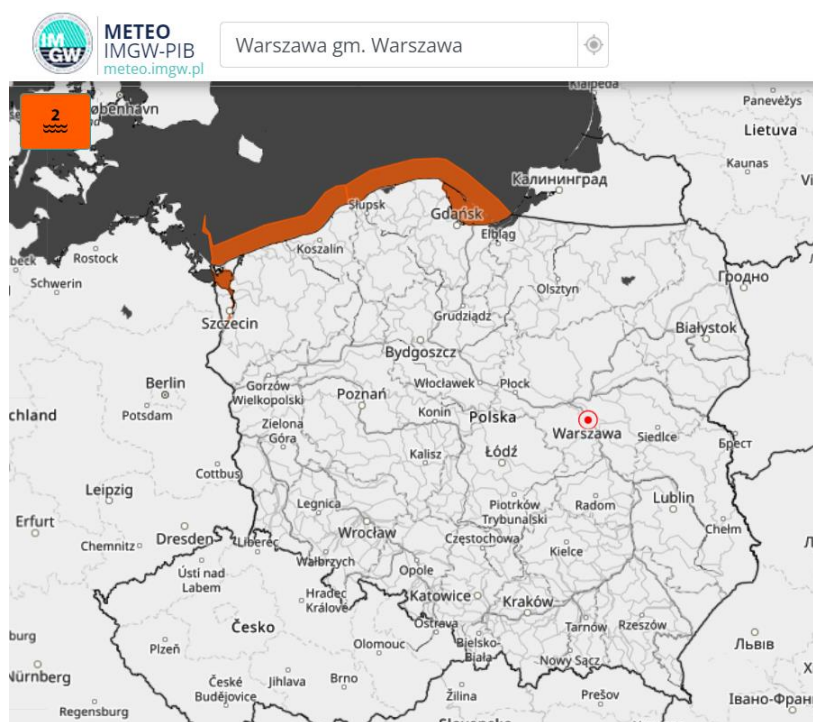 IM
GW
METEO
IMGW-PIB
meteo.imgw.pl
Warszawa gm. Warszawa
2
Klaipėda
Panevėžys
Lietuva
Kaunas
Калининград
Słupsk
Gdańsk
Elbląg
Koszalin
Rostock
Schwerin
Szczecin
Olsztyn
Гродно
Grudziądz
Białystok
Bydgoszcz
Berlin
Potsdam
Gorzów
Wielkopolski
Włocławek
Płock
Poznań
chland
Konin
Polska
Warszawa
Siedlce
Брест
Zielona
Góra
Kalisz
Łódź
Cottbus
Leipzig
Legnica
Piotrków
Trybunalski
Radom
Lublin
Erfurt
Chemnitz
Dresden
Liberec
Wrocław
Częstochowa
Kielce
Chełm
Wałbrzych
Opole
Ústí nad
Labem
Hradec
Králové
Katowice
Kraków
Česko
Ostrava
Tarnów
Rzeszów
Plzeň
Olomouc
Bielsko-
Biała
Nowy Sącz
Львів
Nürnberg
České
Budějovice
Jihlava
Brno
Žilina
Prešov
Regensburg